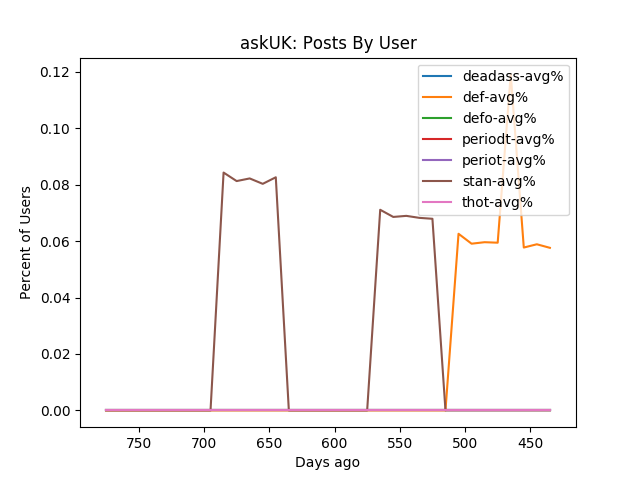 askUK: Posts By User
deadass-avg%
def-avg%
defo-avg%
periodt-avg%
periot-avg%
stan-avg%
thot-avg%
Percent of Users
0.12
0.10
0.08
0.06
0.04
0.02
0.00
750 700 650 600 550 500 450
Days ago